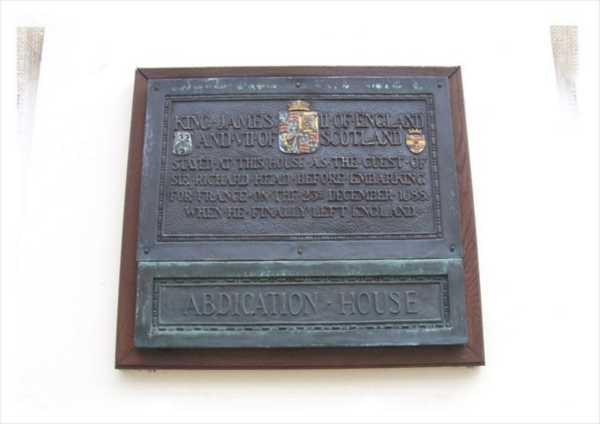 KING·JAMES II·OF·ENGLAND
AND·VII·OF SCOTLAND
STAYED·AT·THIS·HOUSE·AS·THE·GUEST·OF
SIR·RICHARD·HEAD·BEFORE·EMBARKING
FOR·FRANCE·ON·THE·23RD·DECEMBER·1688
WHEN·HE·FINALLY·LEFT·ENGLAND
ABDICATION·HOUSE